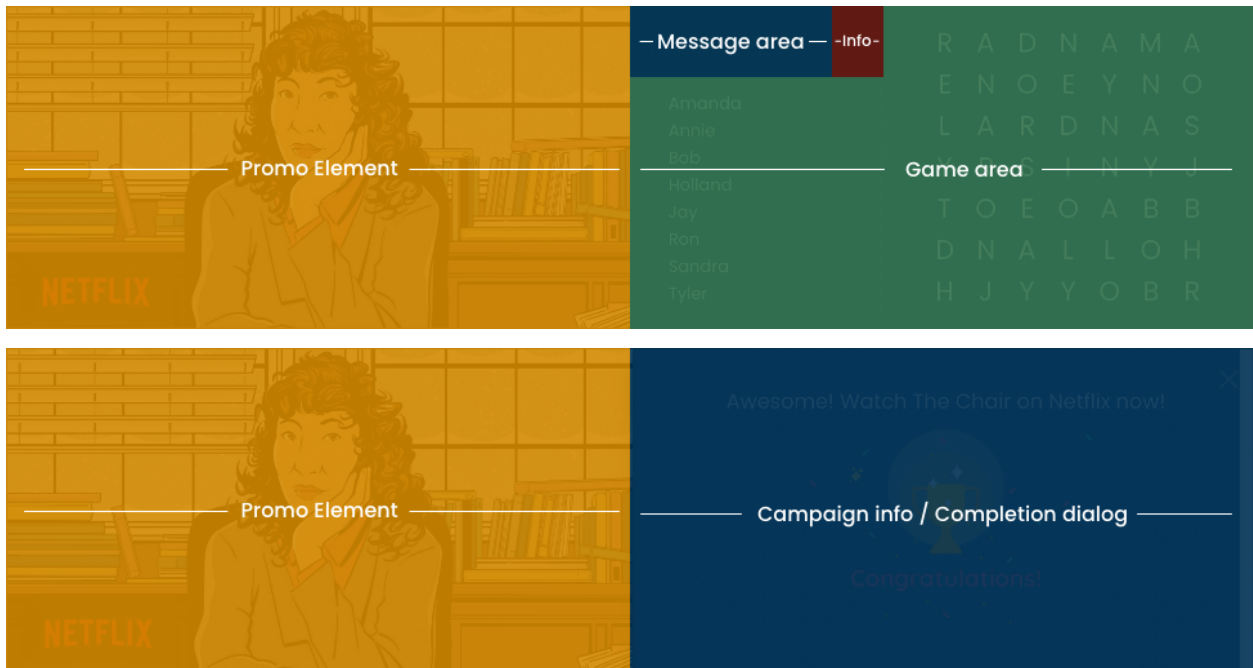 Message area
-Info-
Promo Element
NETFLIX
Amanda
Annie
Bob
Holland
Jay
Ron
Sandra
Tyler
Game area
R A D N A M A
E N O E Y N O
L A R D N A S
Y R S I N Y J
T O E O A B B
D N A L L O H
H J Y Y O B R
Promo Element
NETFLIX
Awesome! Watch The Chair on Netflix now!
Campaign info / Completion dialog
Congratulations!